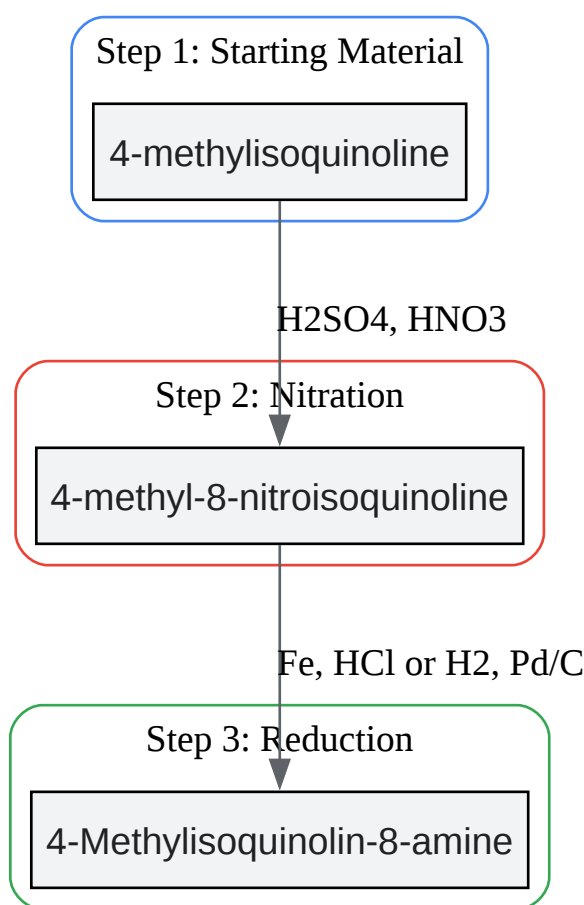 Step 1: Starting Material
4-methylisoquinoline
H2SO4, HNO3
Step 2: Nitration
4-methyl-8-nitroisoquinoline
Fe, HCl or H2, Pd/C
Step 3: Reduction
4-Methylisoquinolin-8-amine